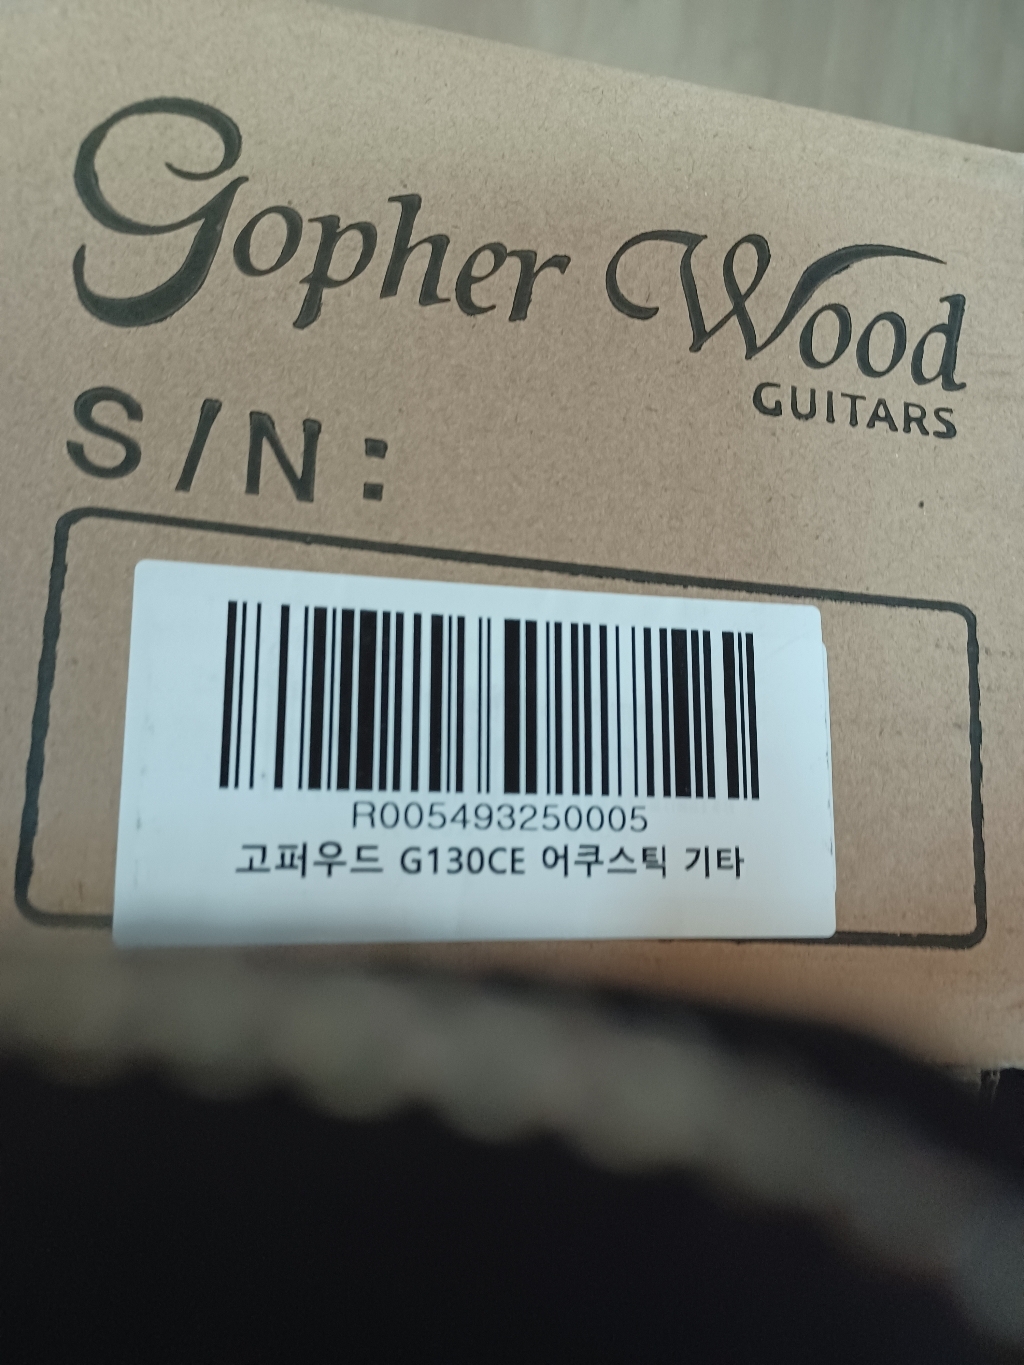 Gopher Wood
GUITARS
S/N:
R005493250005
고퍼우드 G130CE 어쿠스틱 기타